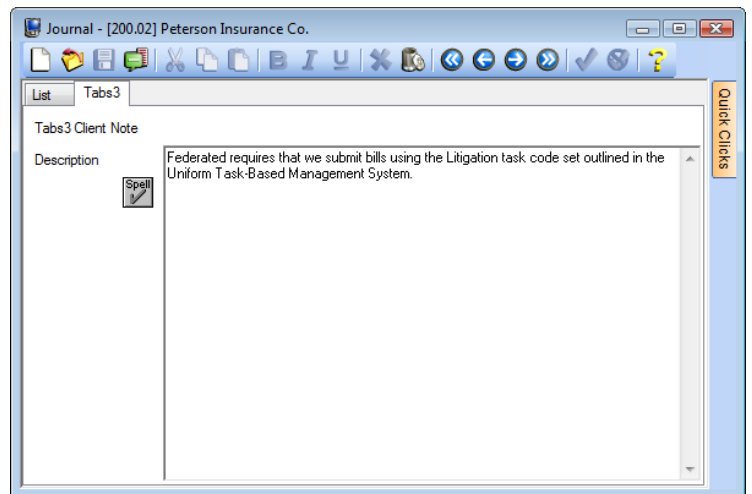 Journal - [200.02] Peterson Insurance Co.
B I U ?
List Tabs3
Tabs3 Client Note
Description
Spell
Federated requires that we submit bills using the Litigation task code set outlined in the
Uniform Task-Based Management System.
Quick Clicks